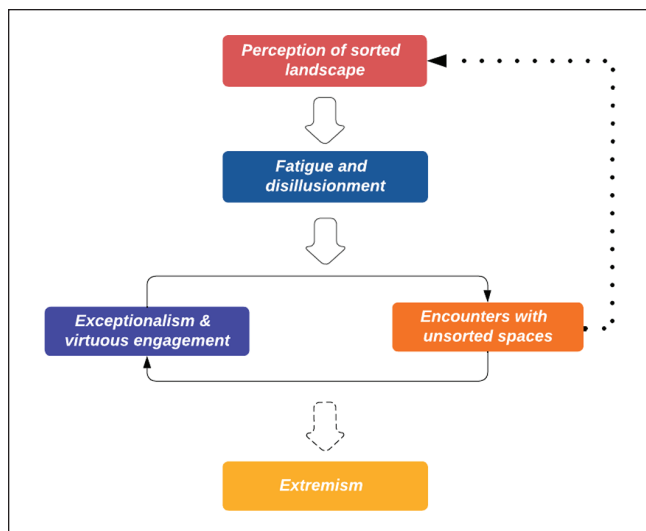 Perception of sorted
landscape
Fatigue and
disillusionment
Exceptionalism &
virtuous engagement
Encounters with
unsorted spaces
Extremism